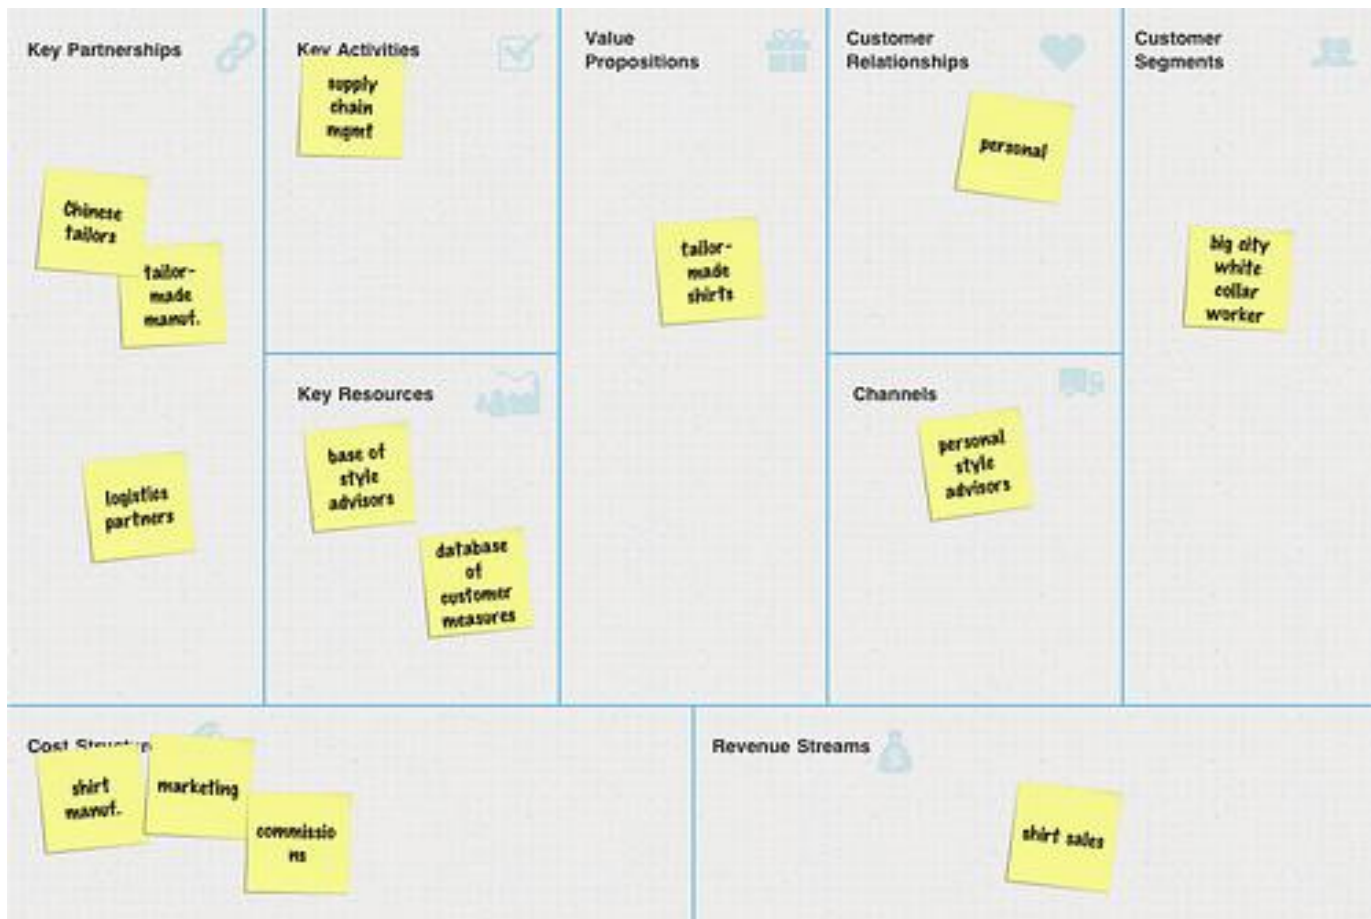 Key Partnerships
Chinese
tailors
tailor-
made
manuf.
logistics
partners
Key Activities
supply
chain
mgmt
Key Resources
base of
style
advisors
database
of
customer
measures
Value
Propositions
tailor-
made
shirts
Customer
Relationships
personal
Channels
personal
style
advisors
Customer
Segments
big city
white
collar
worker
Cost Structure
shirt
manuf.
marketing
commissio
ns
Revenue Streams
shirt sales